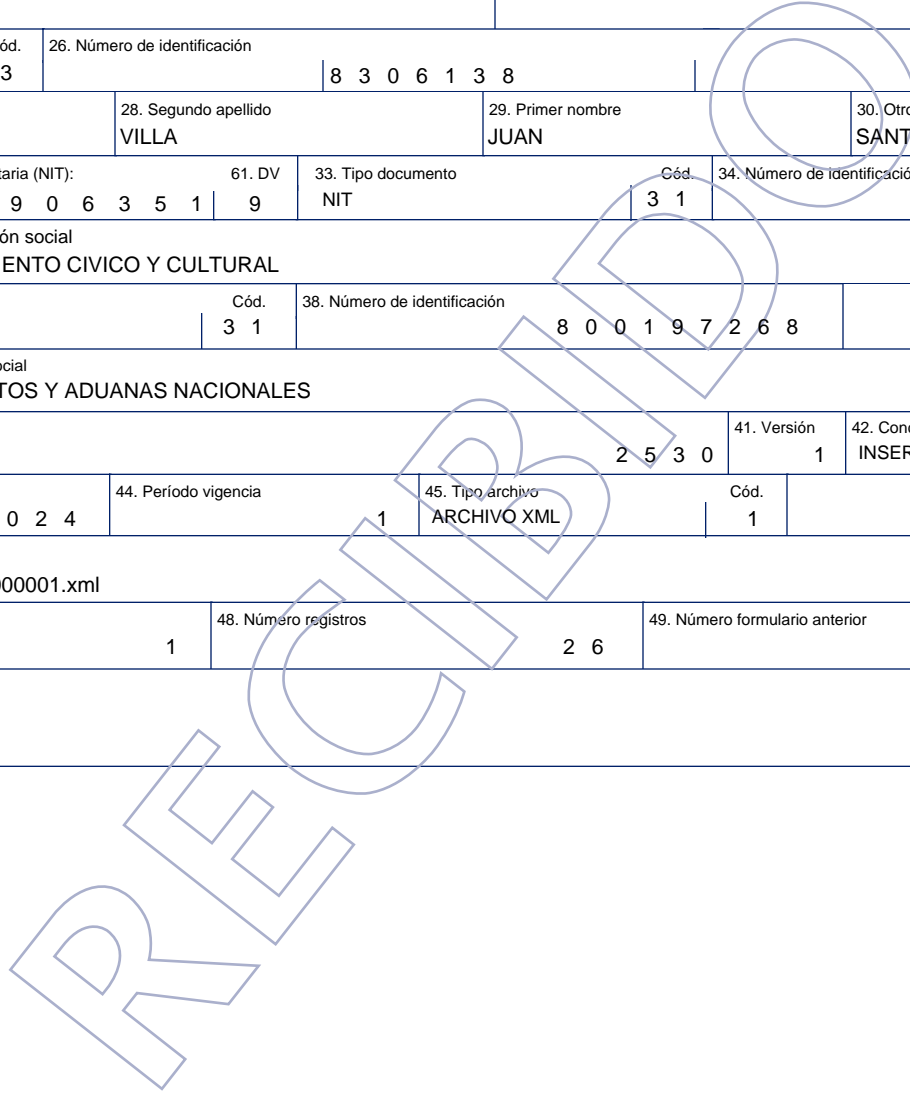 ód. 26. Número de identificación
3 8 3 0 6 1 3 8
28. Segundo apellido 29. Primer nombre 30. Otro
VILLA JUAN SANT
taria (NIT): 61. DV 33. Tipo documento Cód. 34. Número de identificació
9 0 6 3 5 1 9 NIT 3 1
ón social
ENTO CIVICO Y CULTURAL
Cód. 38. Número de identificación
3 1 8 0 0 1 9 7 2 6 8
ocial
TOS Y ADUANAS NACIONALES
41. Versión 42. Conc
2 5 3 0 1 INSER
44. Período vigencia 45. Tipo archivo Cód.
0 2 4 1 ARCHIVO XML 1
000001.xml
48. Número registros 49. Número formulario anterior
1 2 6
RECIBIDO